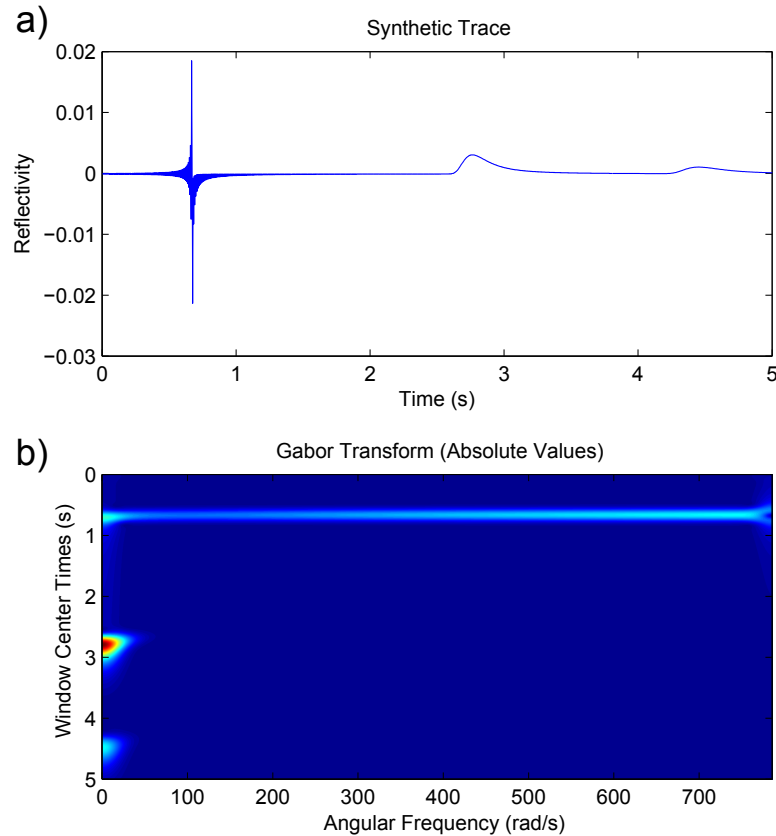 a)
Synthetic Trace
0.02
0.01
0
−0.01
−0.02
−0.03
Reflectivity
0 1 2 3 4 5
Time (s)
b)
Gabor Transform (Absolute Values)
0
1
2
3
4
5
Window Center Times (s)
0 100 200 300 400 500 600 700
Angular Frequency (rad/s)